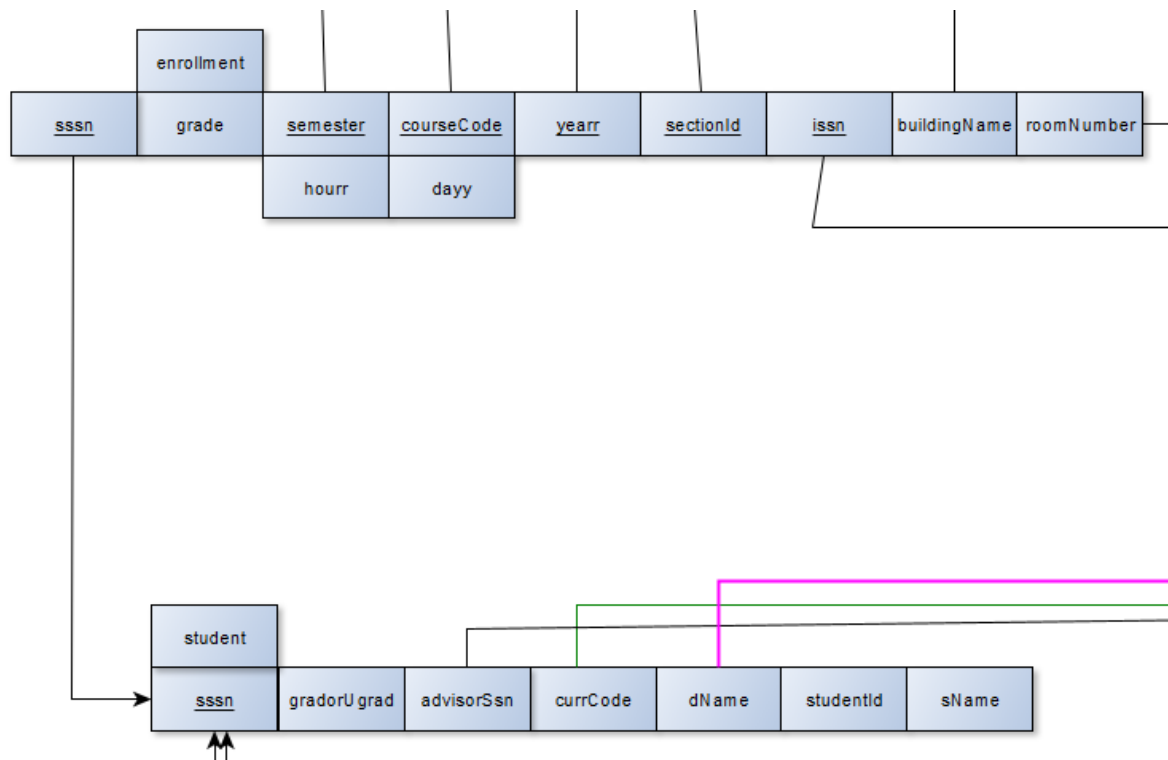 enrollment
sssn grade semester courseCode yearr sectionId issn buildingName roomNumber
hourr dayy
student
sssn gradorUgrad advisorSsn currCode dName studentId sName